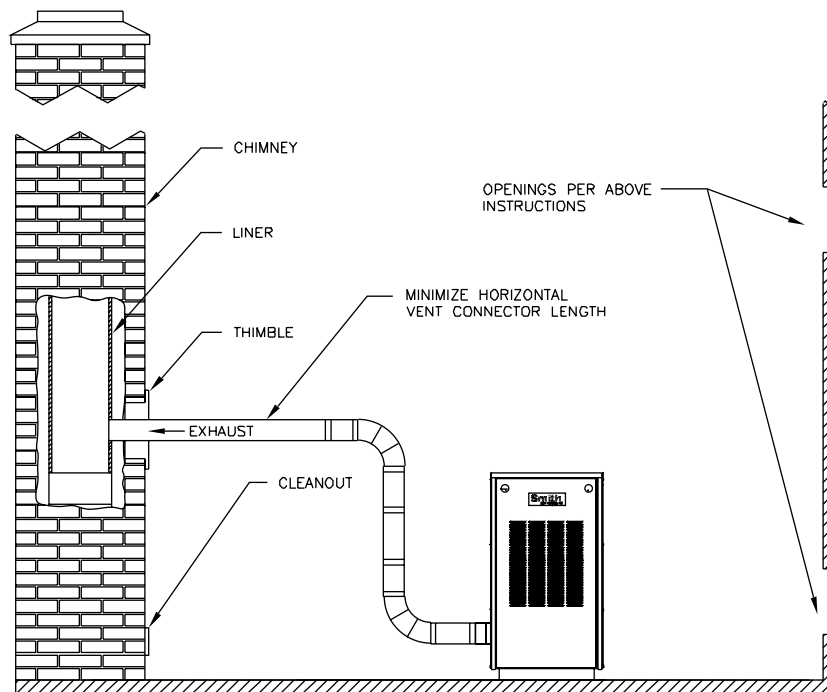 CHIMNEY
OPENINGS PER ABOVE
INSTRUCTIONS
LINER
MINIMIZE HORIZONTAL
VENT CONNECTOR LENGTH
THIMBLE
EXHAUST
CLEANOUT
Smith